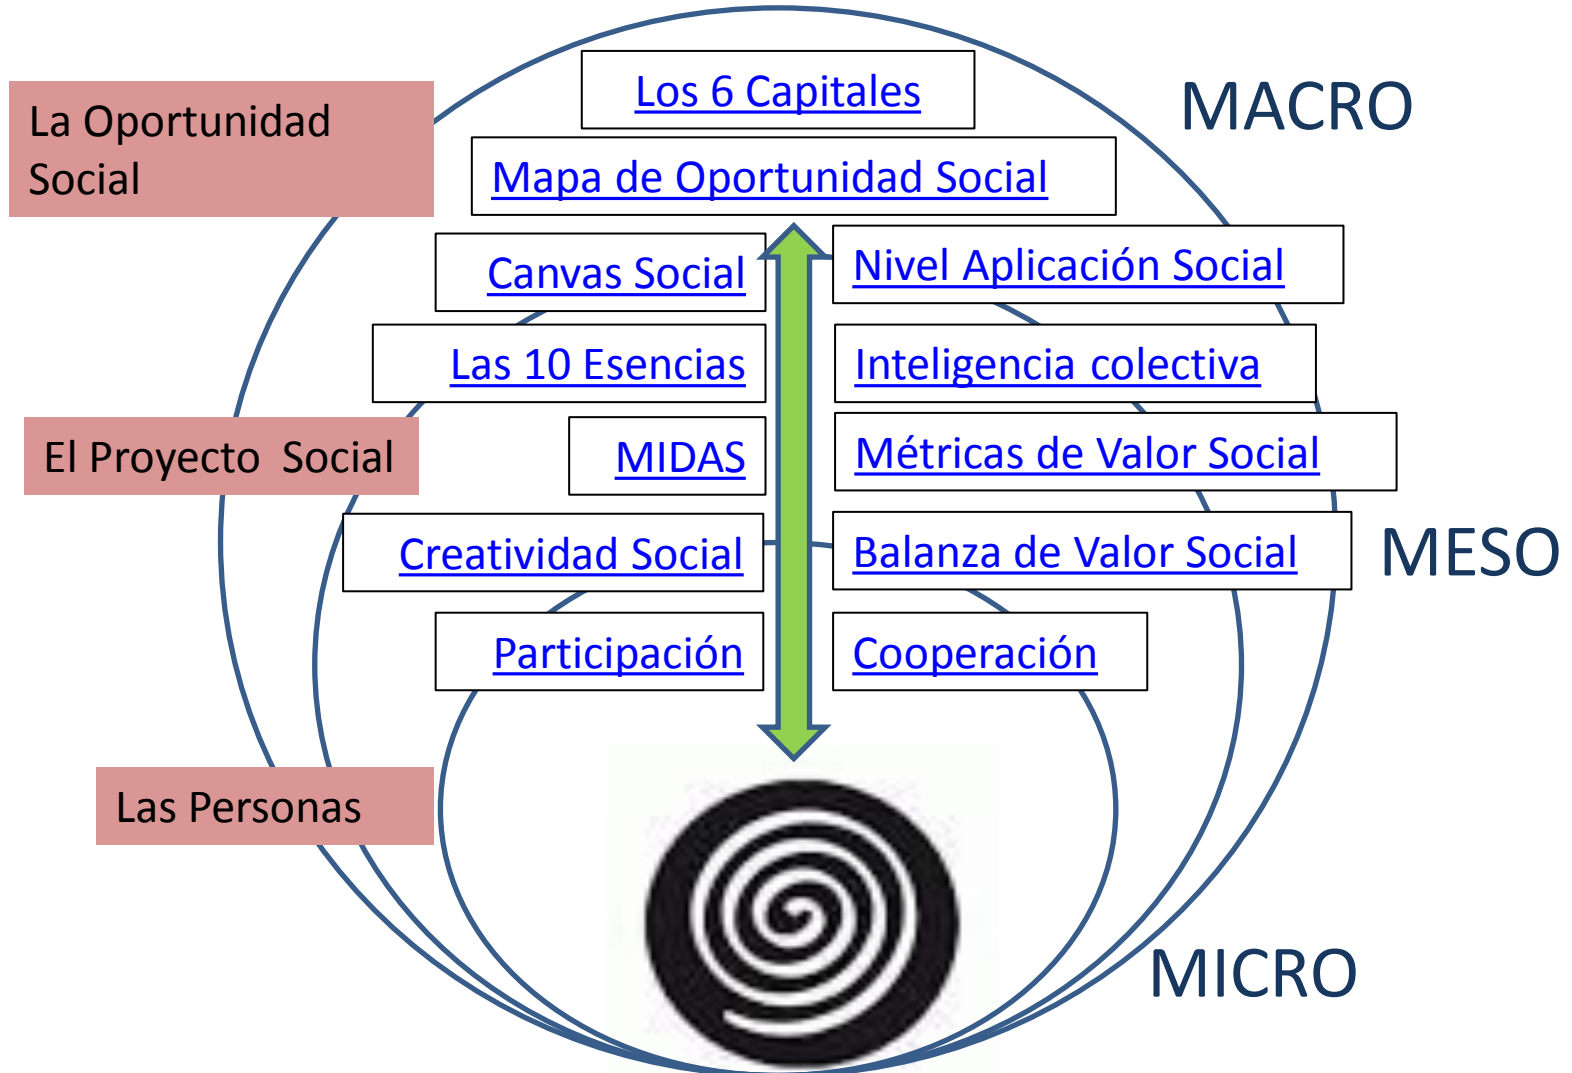 Los 6 Capitales
MACRO
La Oportunidad
Social
Mapa de Oportunidad Social
Canvas Social
Nivel Aplicación Social
Las 10 Esencias
Inteligencia colectiva
El Proyecto  Social
MIDAS
Métricas de Valor Social
Creatividad Social
Balanza de Valor Social
MESO
Participación
Cooperación
Las Personas
MICRO